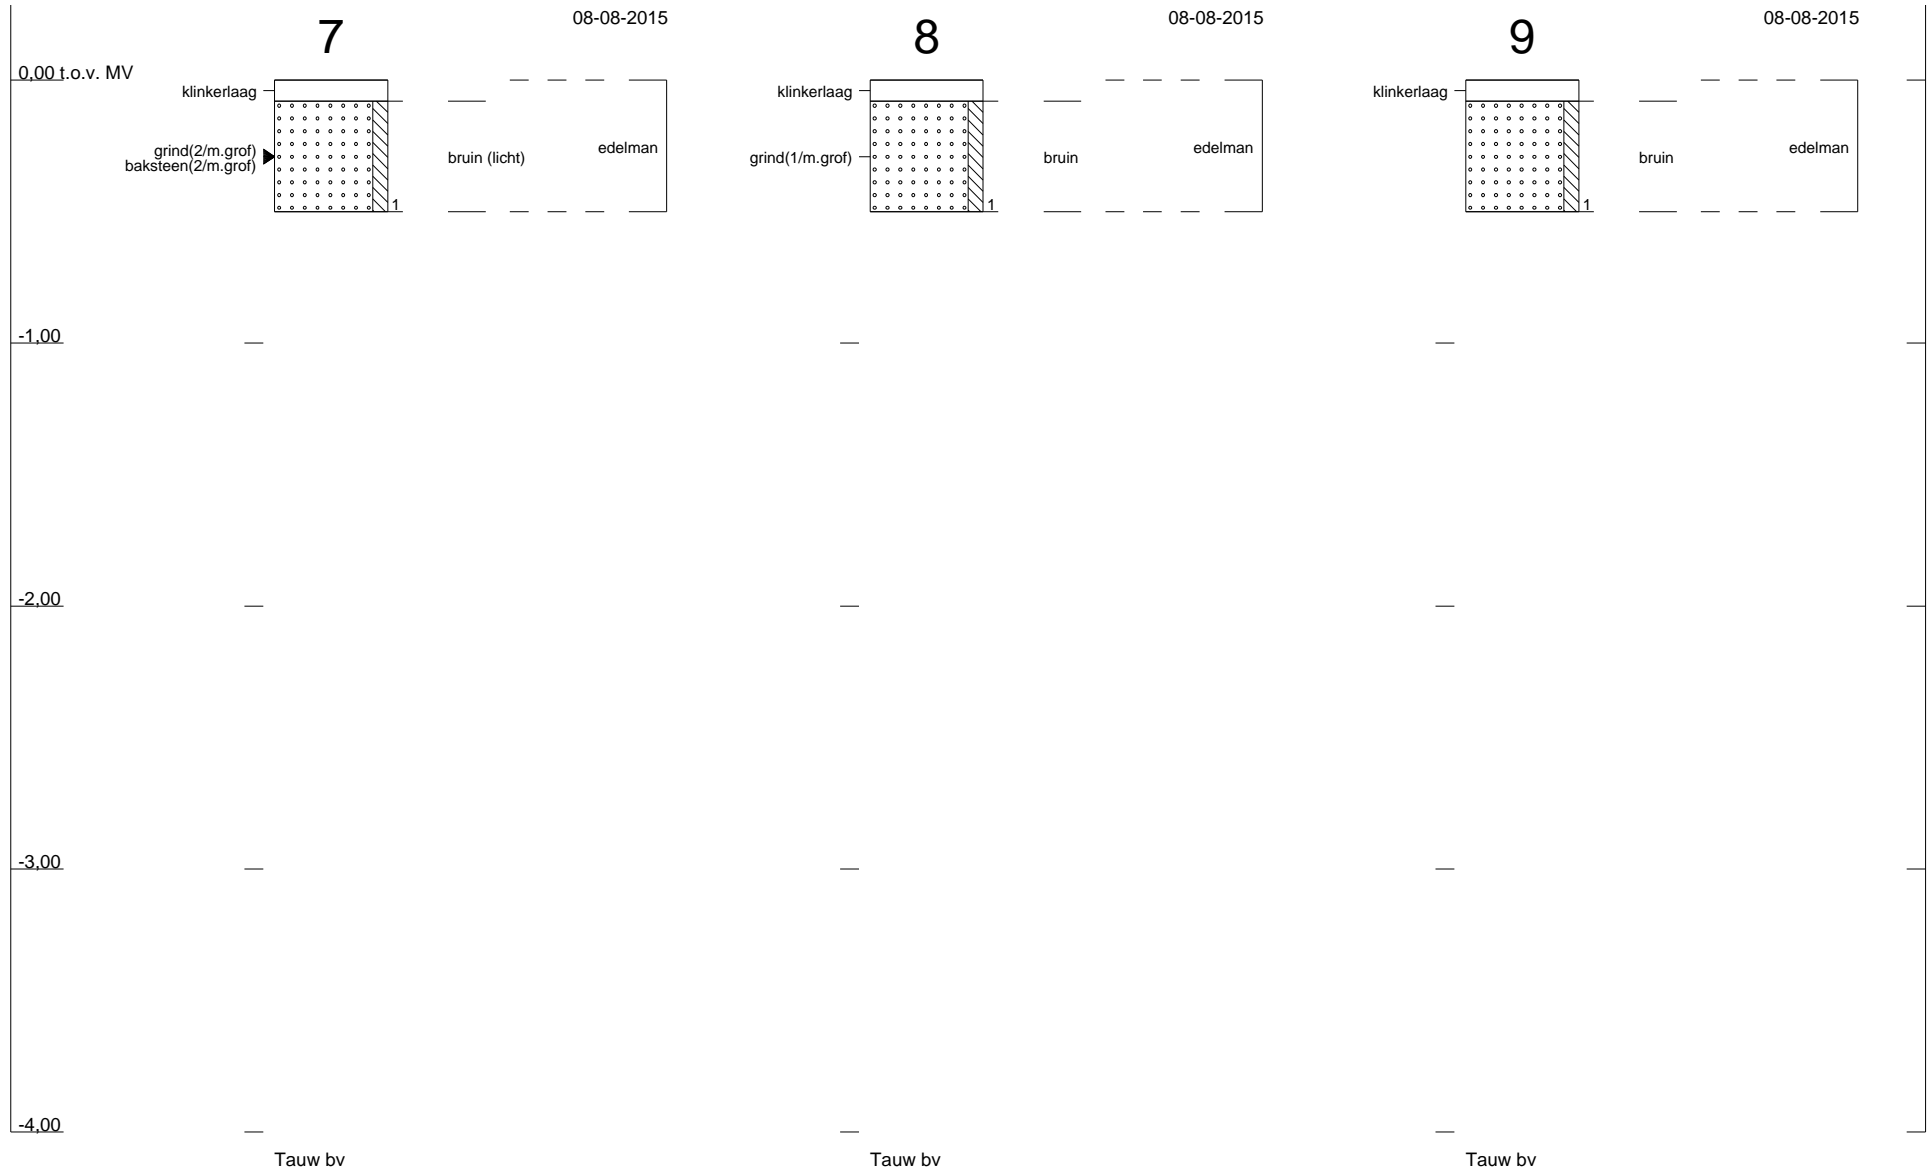 7
08-08-2015
8
08-08-2015
9
08-08-2015
0,00 t.o.v. MV
klinkerlaag
grind(2/m.grof)
baksteen(2/m.grof)
1
bruin (licht)
edelman
klinkerlaag
grind(1/m.grof)
1
bruin
edelman
klinkerlaag
1
bruin
edelman
-1,00
-2,00
-3,00
-4,00
Tauw bv
Tauw bv
Tauw bv